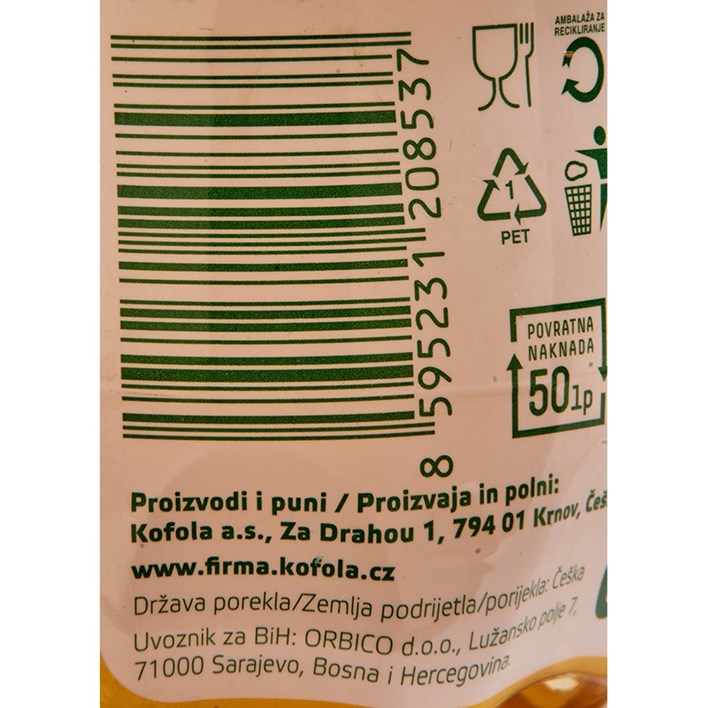 8 595231 208537
AMBALAŽA ZA
RECIKLIRANJE
1
PET
POVRATNA
NAKNADA
50lp
Proizvodi i puni / Proizvaja in polni:
Kofola a.s., Za Drahou 1, 794 01 Krnov, Češ
www.firma.kofola.cz
Država porekla/Zemlja podrijetla/porijekla: Češka
Uvoznik za BiH: ORBICO d.o.o., Lužansko polje 7,
71000 Sarajevo, Bosna i Hercegovina.